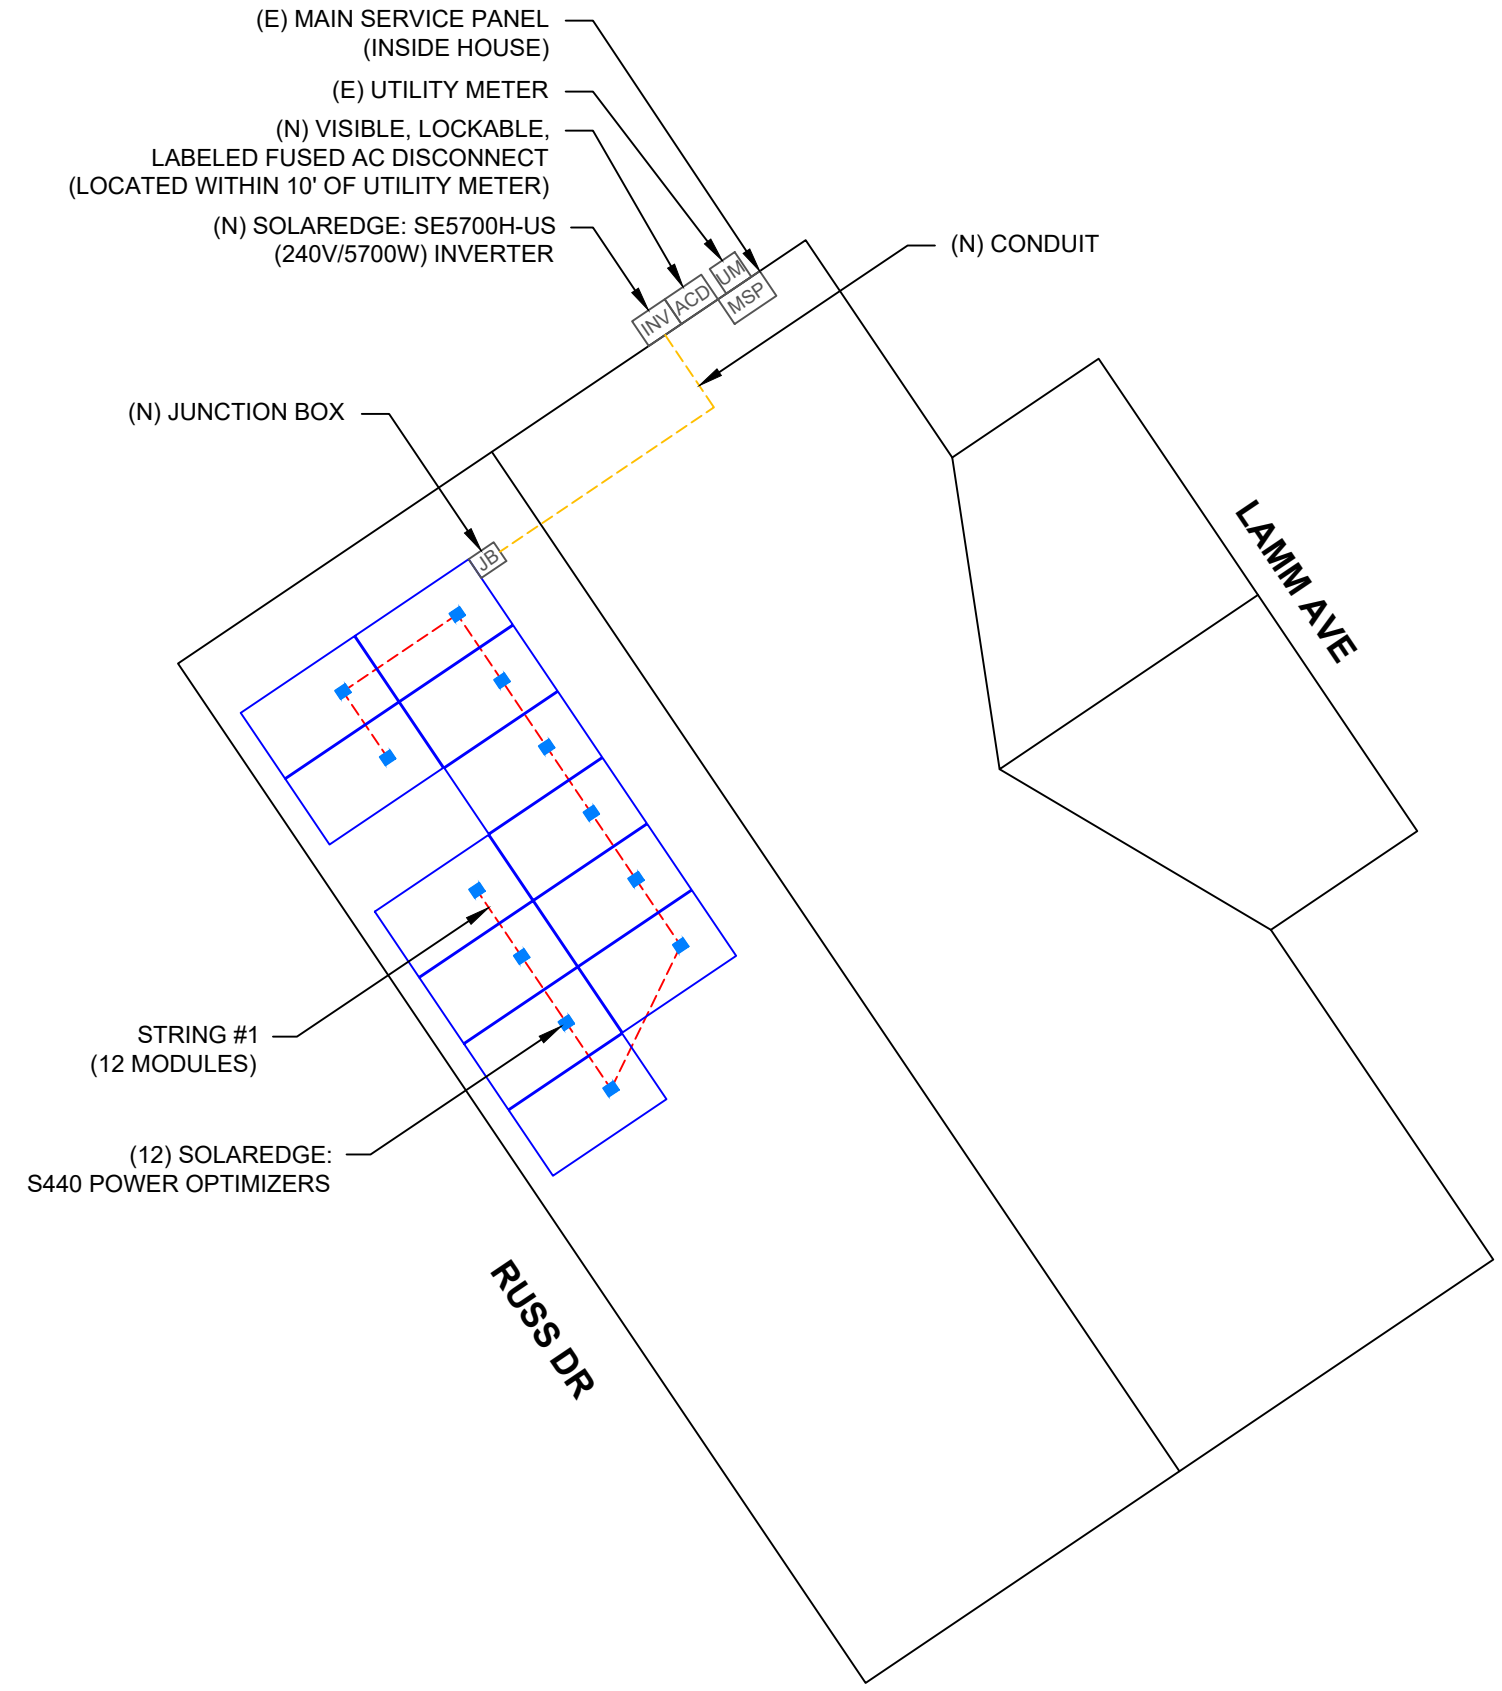 (E) MAIN SERVICE PANEL
(INSIDE HOUSE)
(E) UTILITY METER
(N) VISIBLE, LOCKABLE,
LABELED FUSED AC DISCONNECT
(LOCATED WITHIN 10' OF UTILITY METER)
(N) SOLAREDGE: SE5700H-US
(240V/5700W) INVERTER
(N) CONDUIT
UM
MSP
ACD
INV
(N) JUNCTION BOX
JB
LAMM AVE
STRING #1
(12 MODULES)
(12) SOLAREDGE:
S440 POWER OPTIMIZERS
RUSS DR